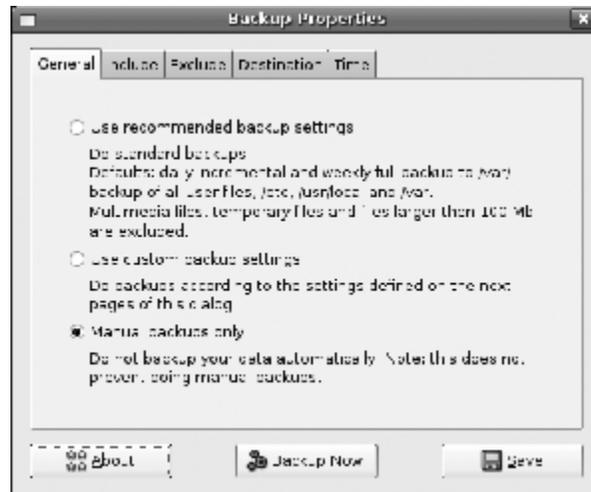 Backup Properties
General Include Exclude Destination Time
Use recommended backup settings
Do standard backups
Defaults: daily incremental and weekly full backup to /var/
backup of all user files, /etc, /usr/local and /var.
Multimedia files, temporary files and files larger then 100 Mb
are excluded.
Use custom backup settings
Do backups according to the settings defined on the next
pages of this dialog
Manual backups only
Do not backup your data automatically. Note: this does not
prevent doing manual backups.
About Backup Now Save